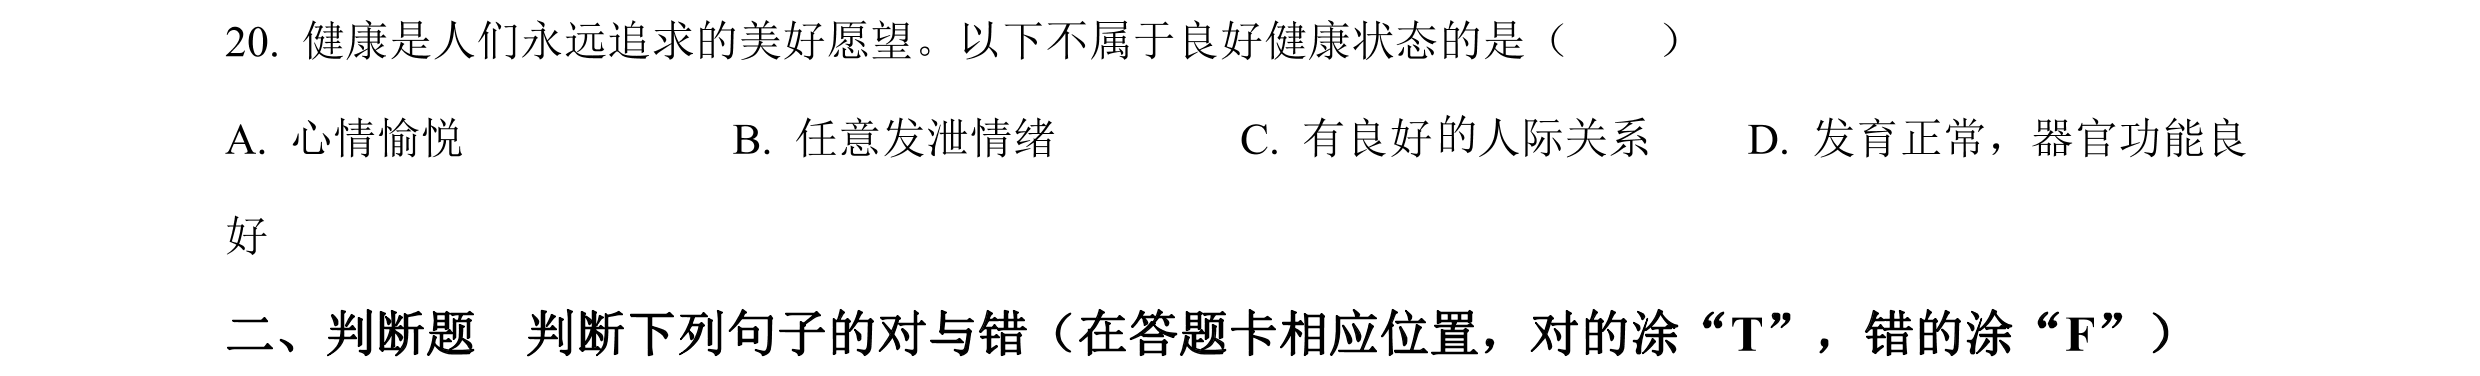 20. 健康是人们永远追求的美好愿望。以下不属于良好健康状态的是（　　）
A. 心情愉悦　　B. 任意发泄情绪　　C. 有良好的人际关系　　D. 发育正常，器官功能良
好
二、判断题　判断下列句子的对与错（在答题卡相应位置，对的涂“T”，错的涂“F”）